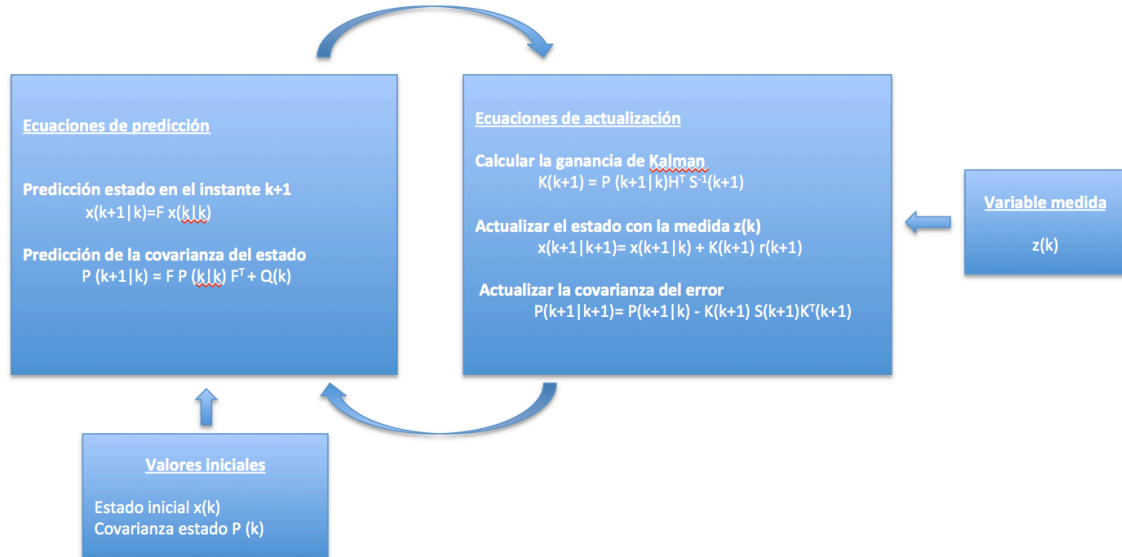 Ecuaciones de predicción
Predicción estado en el instante k+1
x(k+1|k)=F x(k|k)
Predicción de la covarianza del estado
P (k+1|k) = F P (k|k) Fᵀ + Q(k)
Ecuaciones de actualización
Calcular la ganancia de Kalman
K(k+1) = P (k+1|k)Hᵀ S⁻¹(k+1)
Actualizar el estado con la medida z(k)
x(k+1|k+1)= x(k+1|k) + K(k+1) r(k+1)
Actualizar la covarianza del error
P(k+1|k+1)= P(k+1|k) - K(k+1) S(k+1)Kᵀ(k+1)
Variable medida
z(k)
Valores iniciales
Estado inicial x(k)
Covarianza estado P (k)